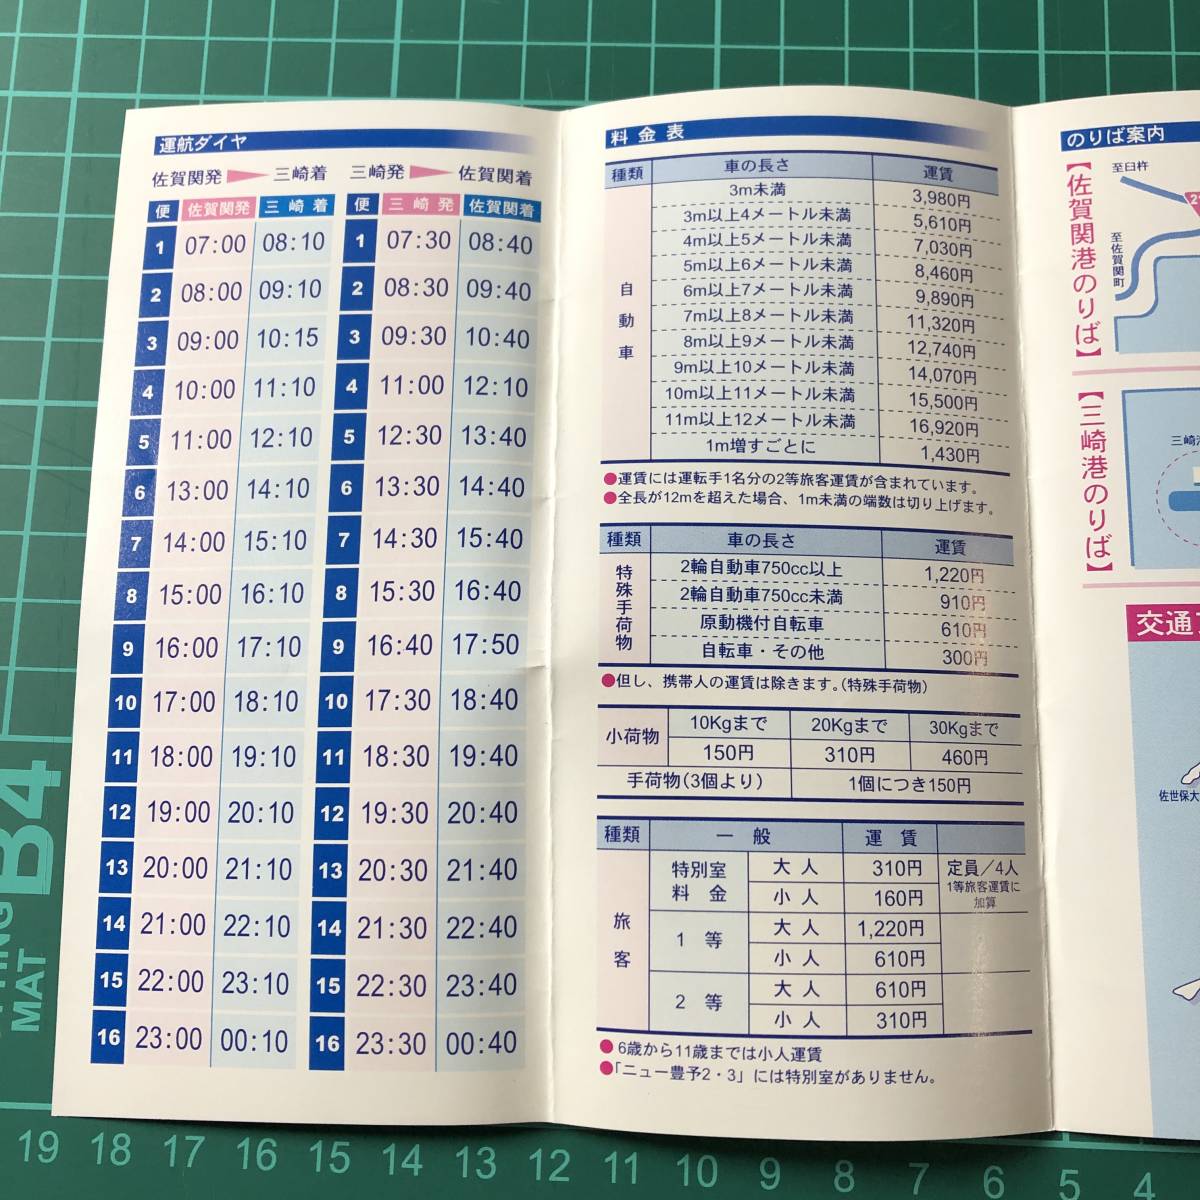 運航ダイヤ
佐賀関発 三崎着 三崎発 佐賀関着
便 佐賀関発 三崎着 便 三崎発 佐賀関着
1 07:00 08:10 1 07:30 08:40
2 08:00 09:10 2 08:30 09:40
3 09:00 10:15 3 09:30 10:40
4 10:00 11:10 4 11:00 12:10
5 11:00 12:10 5 12:30 13:40
6 13:00 14:10 6 13:30 14:40
7 14:00 15:10 7 14:30 15:40
8 15:00 16:10 8 15:30 16:40
9 16:00 17:10 9 16:40 17:50
10 17:00 18:10 10 17:30 18:40
11 18:00 19:10 11 18:30 19:40
12 19:00 20:10 12 19:30 20:40
13 20:00 21:10 13 20:30 21:40
14 21:00 22:10 14 21:30 22:40
15 22:00 23:10 15 22:30 23:40
16 23:00 00:10 16 23:30 00:40
料金表
種類 車の長さ 運賃
自動車
3m未満 3,980円
3m以上4メートル未満 5,610円
4m以上5メートル未満 7,030円
5m以上6メートル未満 8,460円
6m以上7メートル未満 9,890円
7m以上8メートル未満 11,320円
8m以上9メートル未満 12,740円
9m以上10メートル未満 14,070円
10m以上11メートル未満 15,500円
11m以上12メートル未満 16,920円
1m増すごとに 1,430円
●運賃には運転手1名分の2等旅客運賃が含まれています。
●全長が12mを超えた場合、1m未満の端数は切り上げます。
種類 車の長さ 運賃
特殊手荷物
2輪自動車750cc以上 1,220円
2輪自動車750cc未満 910円
原動機付自転車 610円
自転車・その他 300円
●但し、携帯人の運賃は除きます。(特殊手荷物)
小荷物 10Kgまで 20Kgまで 30Kgまで
150円 310円 460円
手荷物(3個より) 1個につき150円
種類 一般 運賃
旅客
特別室料金 大人 310円 定員/4人
小人 160円 1等旅客運賃に加算
1等 大人 1,220円
小人 610円
2等 大人 610円
小人 310円
●6歳から11歳までは小人運賃
●「ニュー豊予2・3」には特別室がありません。
のりば案内
【佐賀関港のりば】
至臼杵
至佐賀関町
【三崎港のりば】
交通
佐世保大
B4
MAT
19 18 17 16 15 14 13 12 11 10 9 8 7 6 5 4